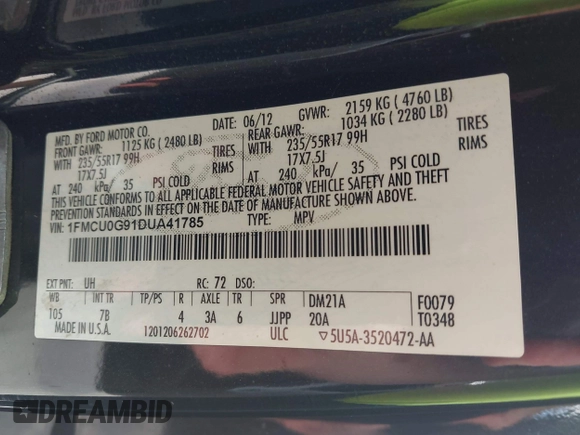 MFD. BY FORD MOTOR CO.
DATE: 06/12 GVWR: 2159 KG ( 4760 LB)
FRONT GAWR: 1125 KG ( 2480 LB) REAR GAWR: 1034 KG ( 2280 LB)
WITH 235/55R17 99H TIRES WITH 235/55R17 99H TIRES
17X7.5J RIMS 17X7.5J RIMS
AT 240 kPa/ 35 PSI COLD AT 240 kPa/ 35 PSI COLD
THIS VEHICLE CONFORMS TO ALL APPLICABLE FEDERAL MOTOR VEHICLE SAFETY AND THEFT
PREVENTION STANDARDS IN EFFECT ON THE DATE OF MANUFACTURE SHOWN ABOVE.
VIN: 1FMCU0G91DUA41785 TYPE: MPV
EXT PNT: UH RC: 72 DSO:
WB INT TR TP/PS R AXLE TR SPR DM21A F0079
105 7B 4 3A 6 JJPP 20A T0348
MADE IN U.S.A. 1201206262702 ULC ▽5U5A-3520472-AA
DREAMBID